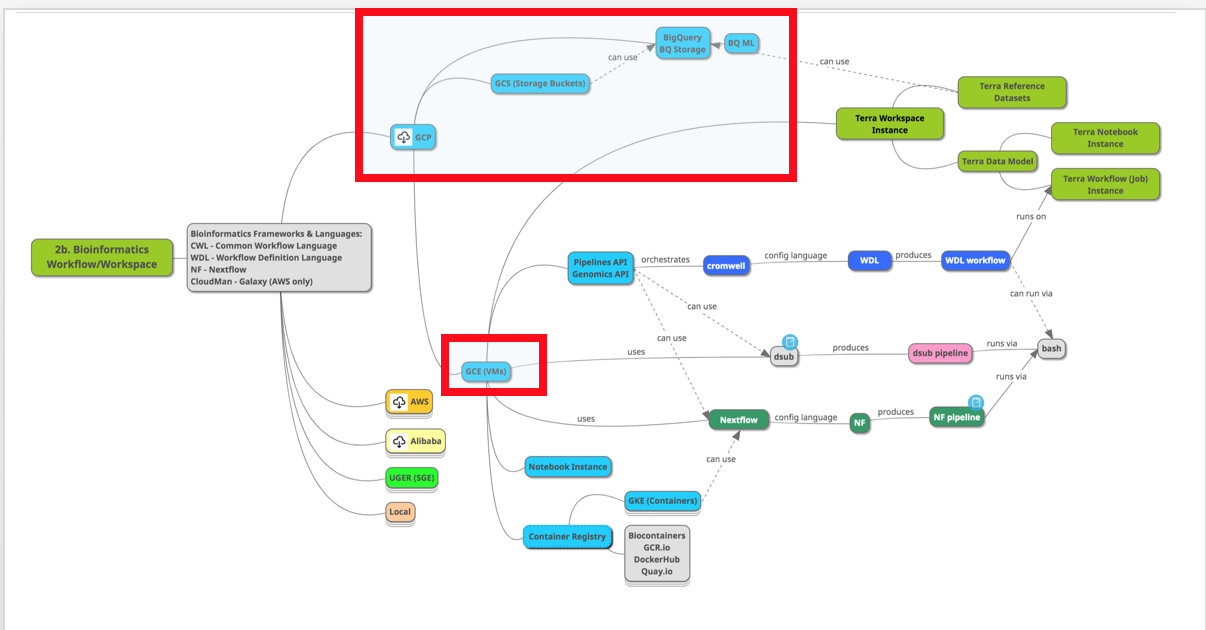 BigQuery
BQ Storage
BQ ML
can use
GCS (Storage Buckets)
can use
Terra Reference
Datasets
GCP
Terra Workspace
Instance
Terra Notebook
Instance
Terra Data Model
Terra Workflow (Job)
Instance
runs on
2b. Bioinformatics
Workflow/Workspace
Bioinformatics Frameworks & Languages:
CWL - Common Workflow Language
WDL - Workflow Definition Language
NF - Nextflow
CloudMan - Galaxy (AWS only)
Pipelines API
Genomics API
orchestrates
cromwell
config language
WDL
produces
WDL workflow
can run via
can use
can use
GCE (VMs)
uses
dsub
produces
dsub pipeline
runs via
bash
runs via
AWS
uses
Nextflow
config language
NF
produces
NF pipeline
Alibaba
can use
Notebook Instance
UGER (SGE)
GKE (Containers)
Local
Container Registry
Biocontainers
GCR.io
DockerHub
Quay.io